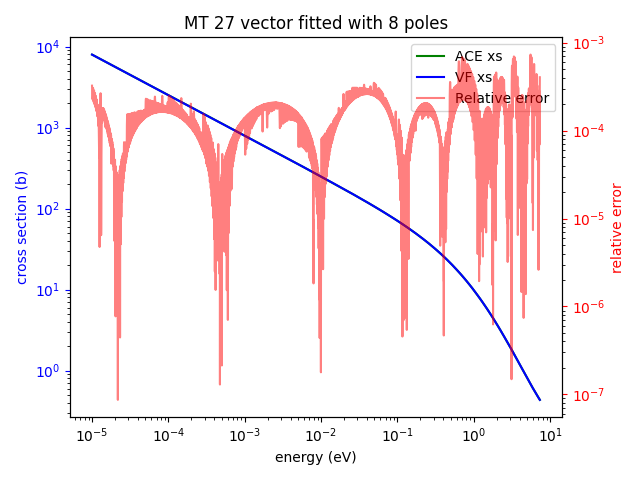 MT 27 vector fitted with 8 poles
ACE xs
VF xs
Relative error
10⁴
10³
10²
10¹
10⁰
cross section (b)
10⁻³
10⁻⁴
10⁻⁵
10⁻⁶
10⁻⁷
relative error
10⁻⁵ 10⁻⁴ 10⁻³ 10⁻² 10⁻¹ 10⁰ 10¹
energy (eV)